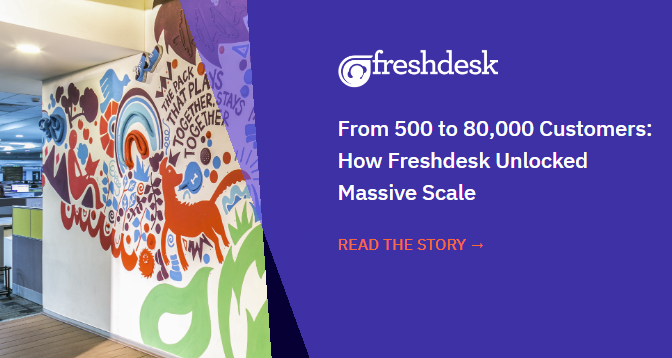 THE PACK
THAT PLAYS
TOGETHER, STAYS
TOGETHER
freshdesk
From 500 to 80,000 Customers:
How Freshdesk Unlocked
Massive Scale
READ THE STORY →